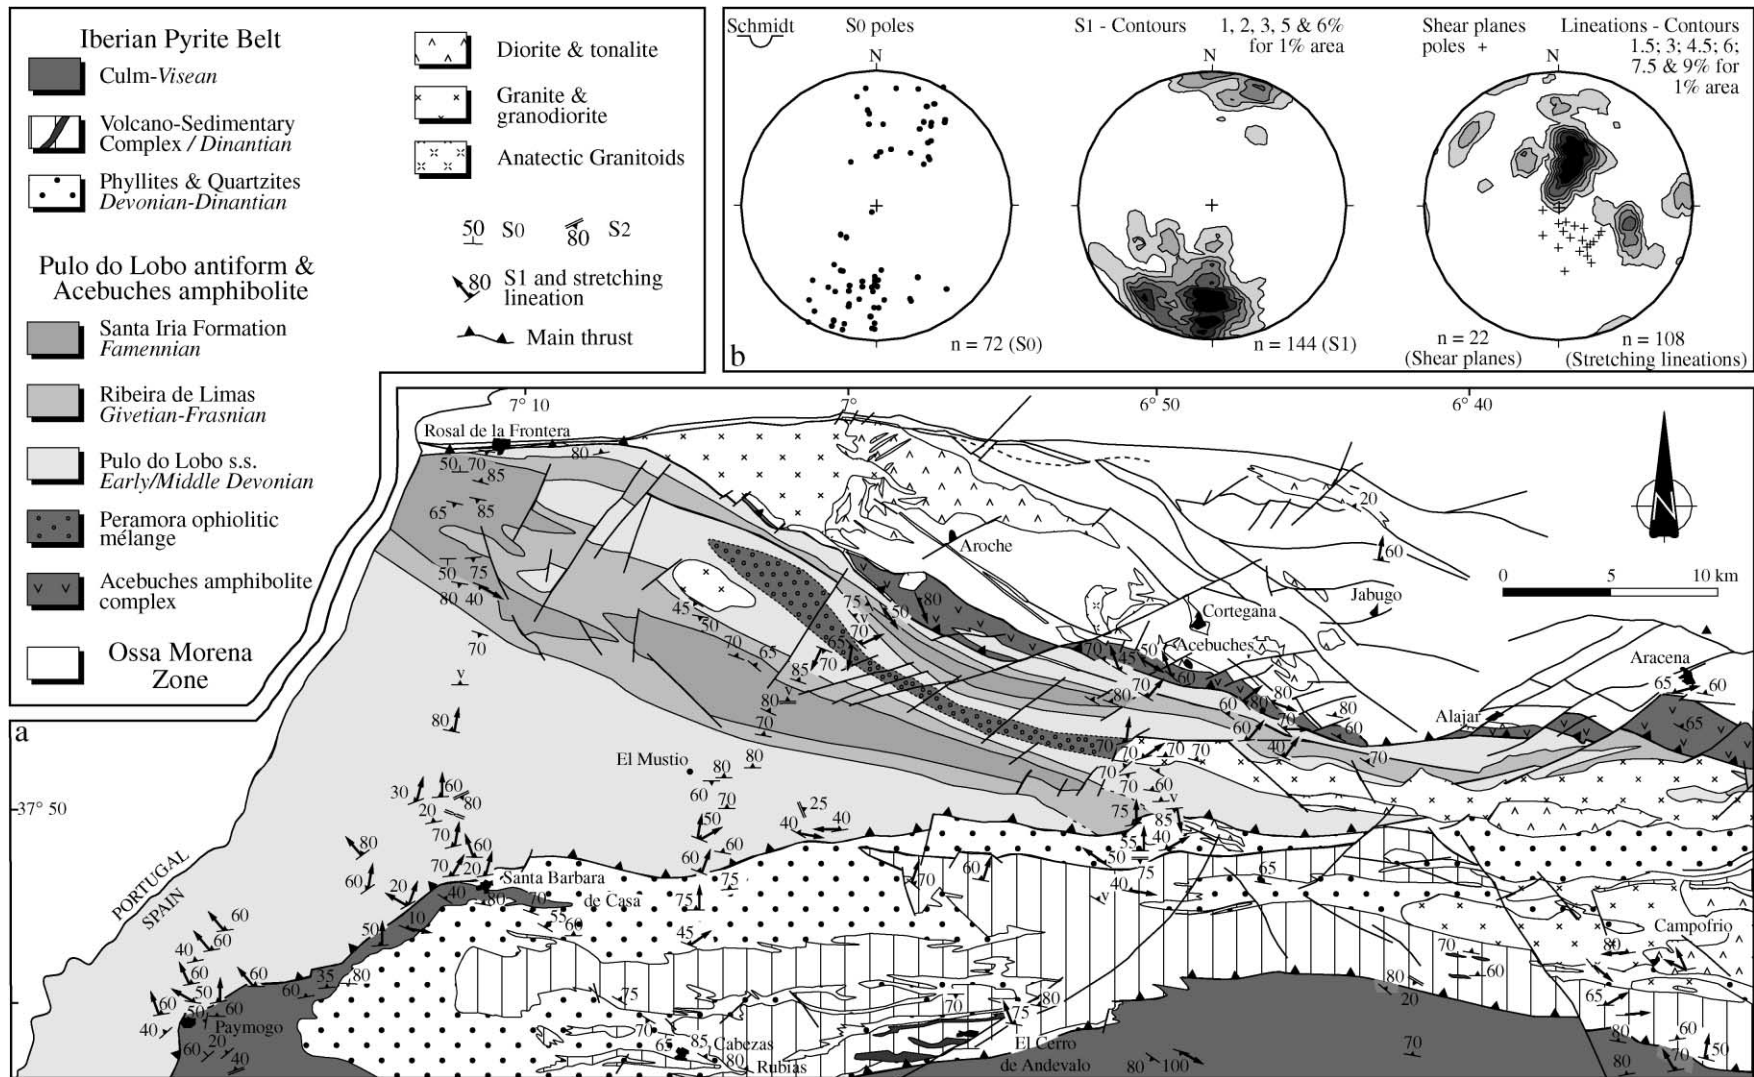 Iberian Pyrite Belt
Culm-Visean
Volcano-Sedimentary
Complex / Dinantian
Phyllites & Quartzites
Devonian-Dinantian
Pulo do Lobo antiform &
Acebuches amphibolite
Santa Iria Formation
Famennian
Ribeira de Limas
Givetian-Frasnian
Pulo do Lobo s.s.
Early/Middle Devonian
Peramora ophiolitic
mélange
Acebuches amphibolite
complex
Ossa Morena
Zone
Diorite & tonalite
Granite &
granodiorite
Anatectic Granitoids
50 S0
80 S2
80 S1 and stretching
lineation
Main thrust
Schmidt
S0 poles
N
n = 72 (S0)
S1 - Contours 1, 2, 3, 5 & 6%
for 1% area
N
n = 144 (S1)
Shear planes
poles +
Lineations - Contours
1.5; 3; 4.5; 6;
7.5 & 9% for
1% area
N
n = 22
(Shear planes)
n = 108
(Stretching lineations)
b
a
7° 10
7°
6° 50
6° 40
37° 50
Rosal de la Frontera
Aroche
Cortegana
Jabugo
Acebuches
Aracena
Alajar
El Mustio
PORTUGAL
SPAIN
Santa Barbara
de Casa
Campofrio
Paymogo
Cabezas
Rubias
El Cerro
de Andevalo
N
0 5 10 km